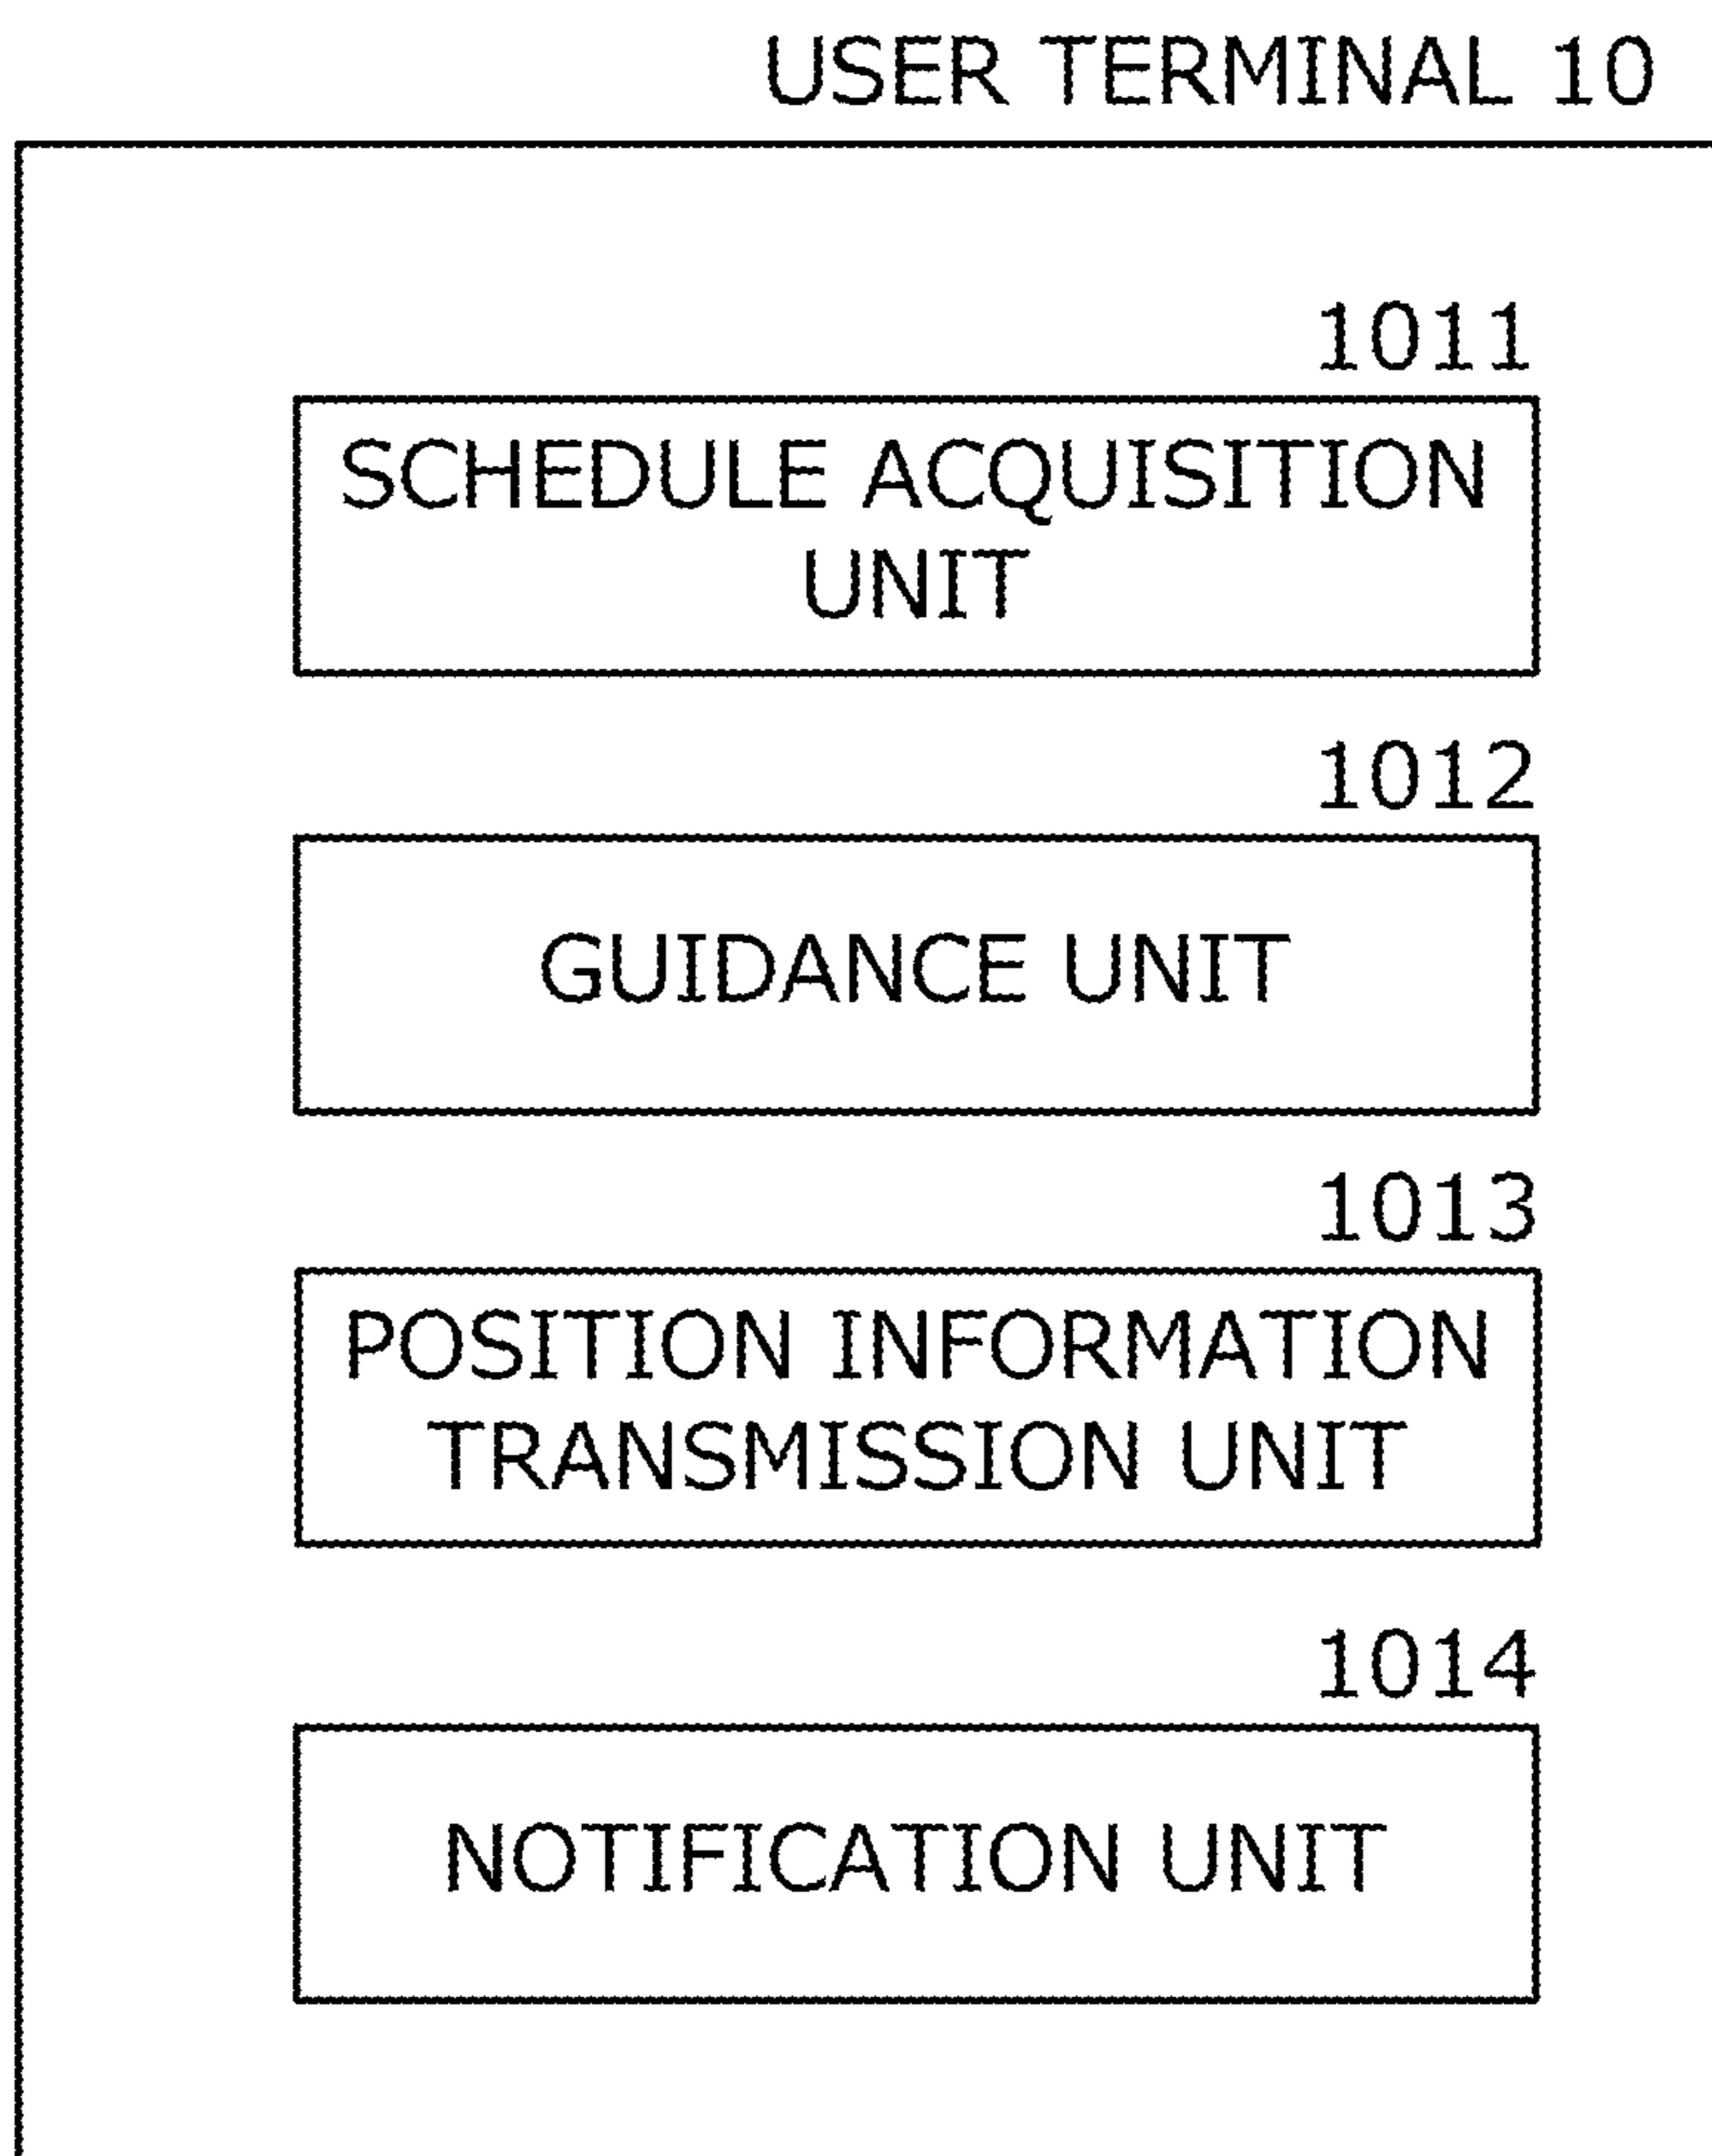 USER TERMINAL 10
1011
SCHEDULE ACQUISITION
UNIT
1012
GUIDANCE UNIT
1013
POSITION INFORMATION
TRANSMISSION UNIT
1014
NOTIFICATION UNIT